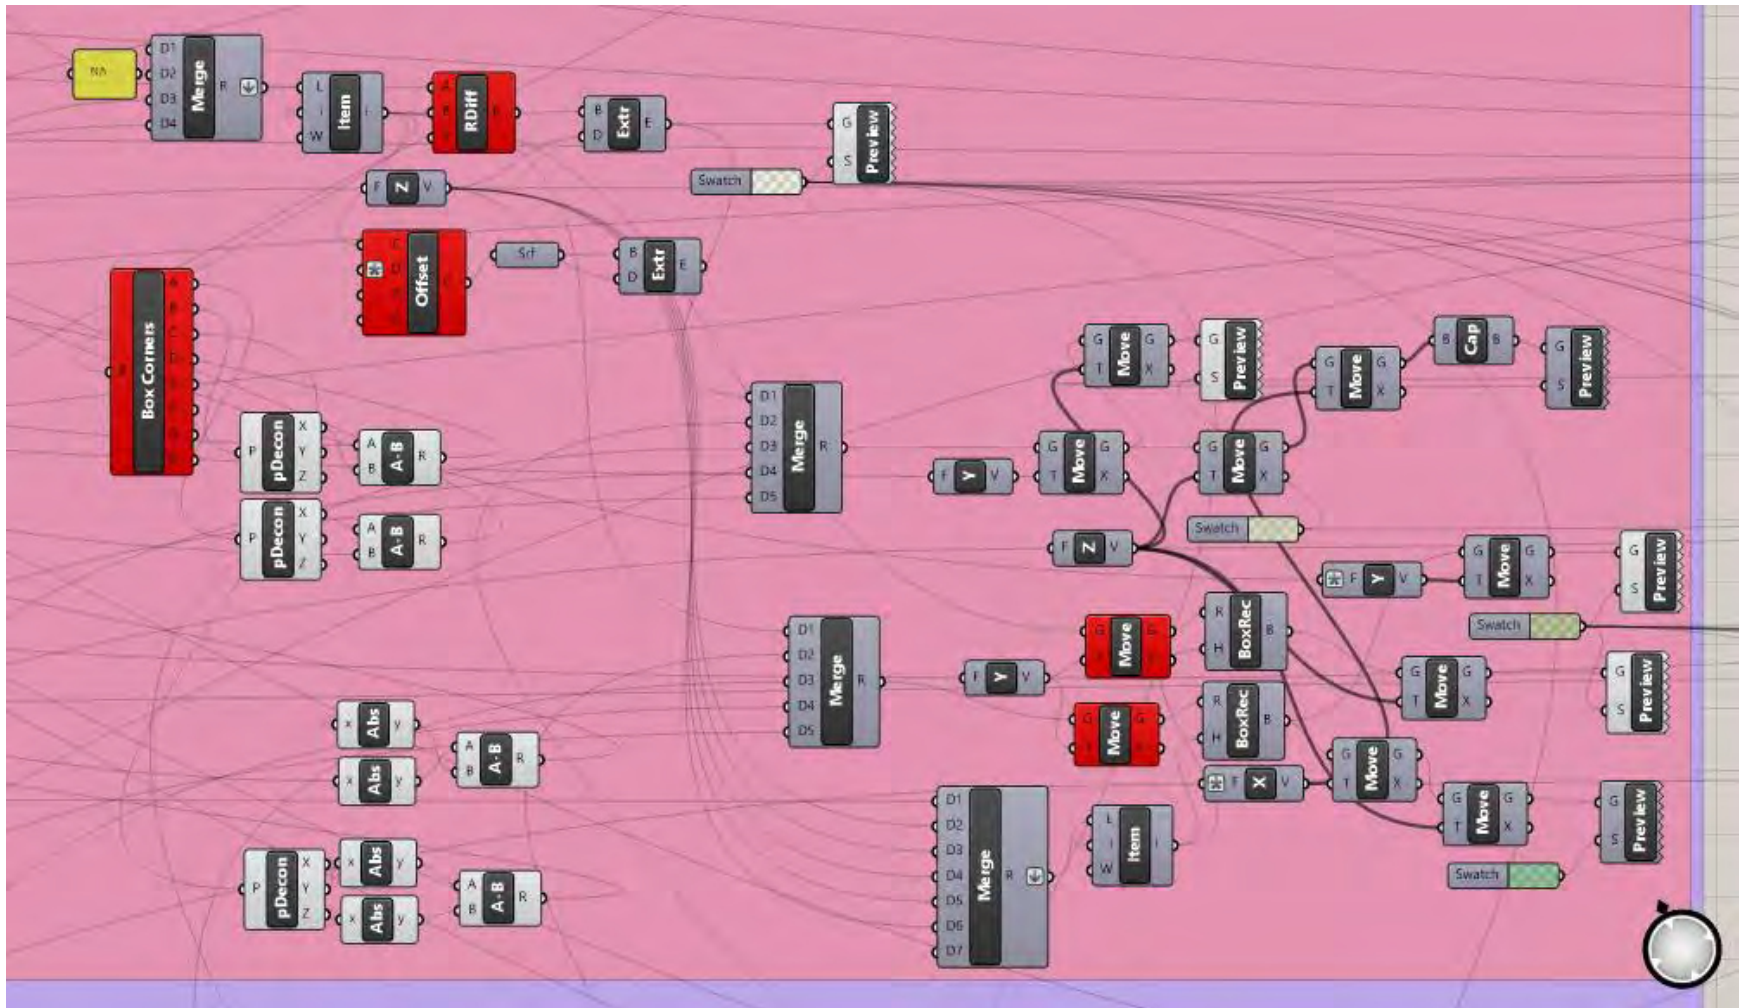 NA
D1
D2
D3
D4
Merge
R
L
i
W
Item
i
A
B
RDiff
B
D
Extr
E
G
S
Preview
Swatch
F
Z
V
Offset
Srf
B
D
Extr
E
Box Corners
A
B
C
D
P
pDecon
X
Y
Z
A
B
A-B
R
P
pDecon
X
Y
Z
A
B
A-B
R
D1
D2
D3
D4
D5
Merge
R
F
Y
V
G
T
Move
G
X
G
T
Move
G
X
Preview
G
S
G
T
Move
G
X
G
T
Move
G
X
B
Cap
B
G
S
Preview
F
Z
V
Swatch
F
Y
V
G
T
Move
G
X
G
S
Preview
Swatch
D1
D2
D3
D4
D5
Merge
R
F
Y
V
G
Move
G
G
Move
G
R
H
BoxRec
B
R
H
BoxRec
B
G
T
Move
G
X
G
S
Preview
F
X
V
G
T
Move
G
X
G
T
Move
G
X
G
S
Preview
Swatch
x
Abs
y
x
Abs
y
A
B
A-B
R
P
pDecon
X
Y
Z
x
Abs
y
x
Abs
y
A
B
A-B
R
D1
D2
D3
D4
D5
D6
D7
Merge
R
L
i
W
Item
i